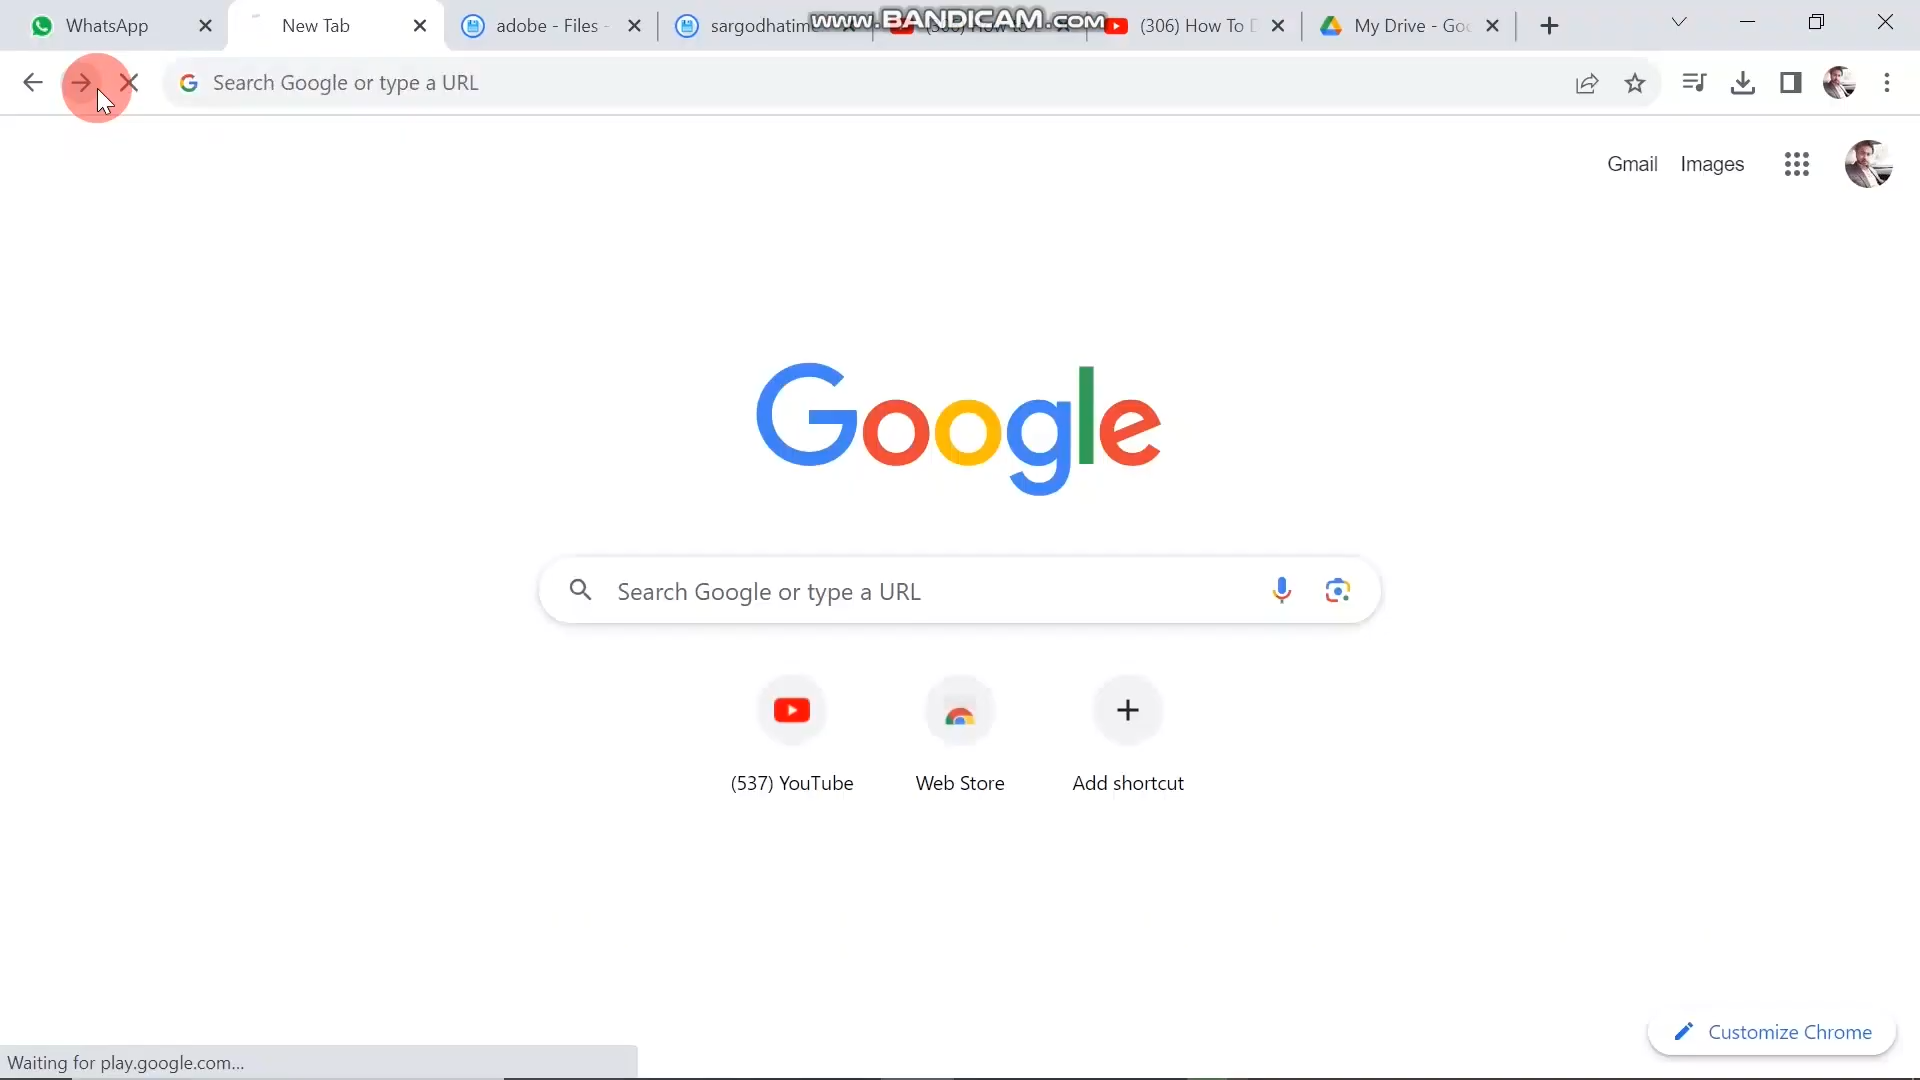 WhatsApp
New Tab
adobe - Files -
sargodhatim
www.BANDICAM.com
(306) How To D
My Drive - Goo
Search Google or type a URL
Gmail
Images
Google
Search Google or type a URL
(537) YouTube
Web Store
Add shortcut
Customize Chrome
Waiting for play.google.com...